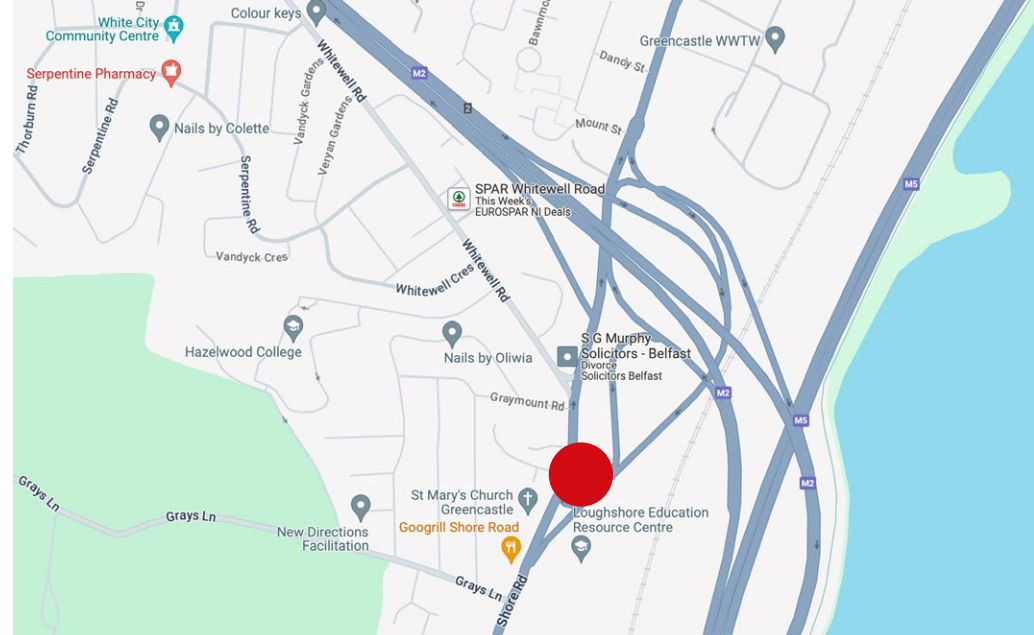 Colour keys
White City
Community Centre
Dr
Bawnmo
Greencastle WWTW
Serpentine Pharmacy
M2
Whitewell Rd
Dandy St
Thorburn Rd
Serpentine Rd
Vandyck Gardens
Veryan Gardens
2
Nails by Colette
Mount St
M5
Serpentine Rd
SPAR Whitewell Road
This Week's
EUROSPAR NI Deals
Vandyck Cres
Whitewell Rd
Whitewell Cres
Hazelwood College
Nails by Oliwia
S G Murphy
Solicitors - Belfast
Divorce
Solicitors Belfast
M2
Graymount Rd
M5
Grays Ln
St Mary's Church
Greencastle
M2
Grays Ln
New Directions
Facilitation
Googrill Shore Road
Loughshore Education
Resource Centre
Grays Ln
Shore Rd